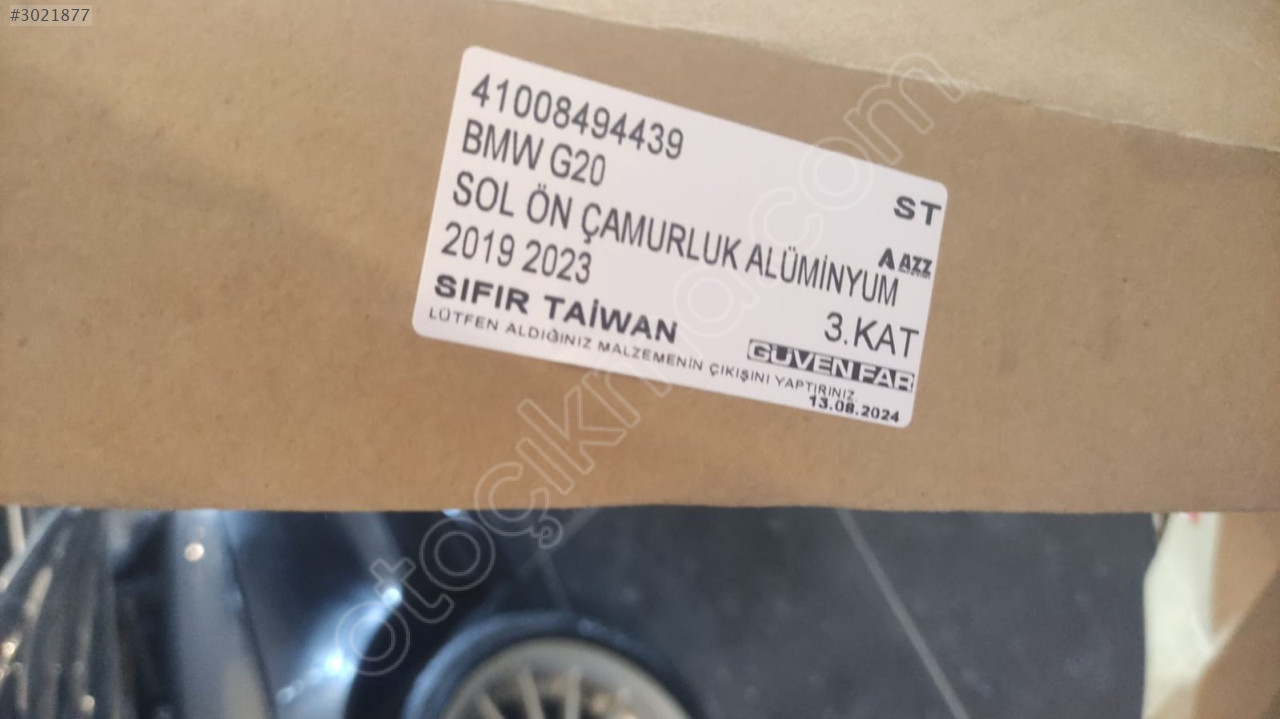 #3021877
41008494439
BMW G20
ST
SOL ÖN ÇAMURLUK ALÜMİNYUM
AZZ
2019 2023
3.KAT
SIFIR TAİWAN
GÜVEN FAR
LÜTFEN ALDIĞINIZ MALZEMENİN ÇIKIŞINI YAPTIRINIZ.
13.08.2024
otoçıkma.com